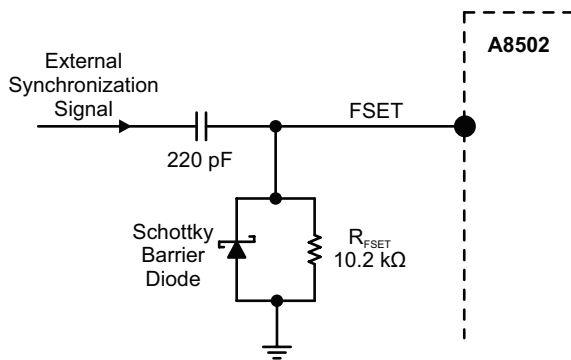 A8502
External
Synchronization
Signal
FSET
220 pF
Schottky
Barrier
Diode
RFSET
10.2 kΩ